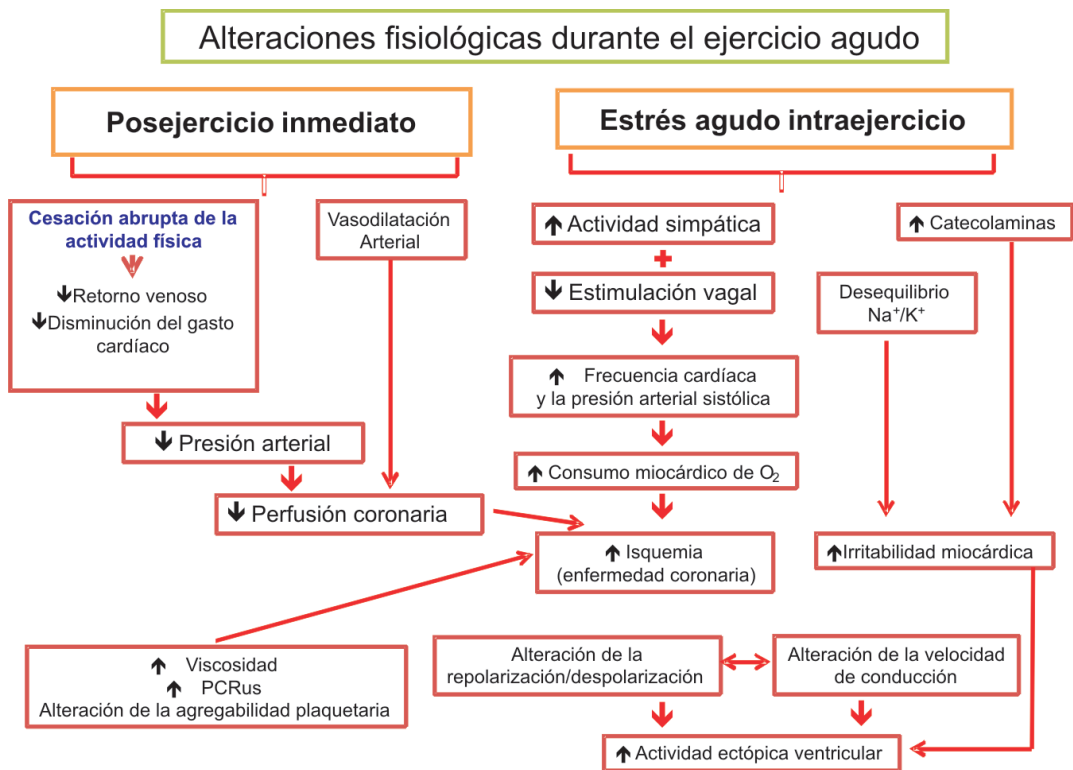 Alteraciones fisiológicas durante el ejercicio agudo
Posejercicio inmediato
Cesación abrupta de la
actividad física
🡇Retorno venoso
🡇Disminución del gasto
cardíaco
Vasodilatación
Arterial
🡇 Presión arterial
🡇 Perfusión coronaria
Estrés agudo intraejercicio
🡅 Actividad simpática
+
🡇 Estimulación vagal
🡅 Frecuencia cardíaca
y la presión arterial sistólica
🡅 Consumo miocárdico de O₂
🡅 Isquemia
(enfermedad coronaria)
🡅 Catecolaminas
Desequilibrio
Na⁺/K⁺
🡅Irritabilidad miocárdica
🡅 Viscosidad
🡅 PCRus
Alteración de la agregabilidad plaquetaria
Alteración de la
repolarización/despolarización
Alteración de la velocidad
de conducción
🡅 Actividad ectópica ventricular